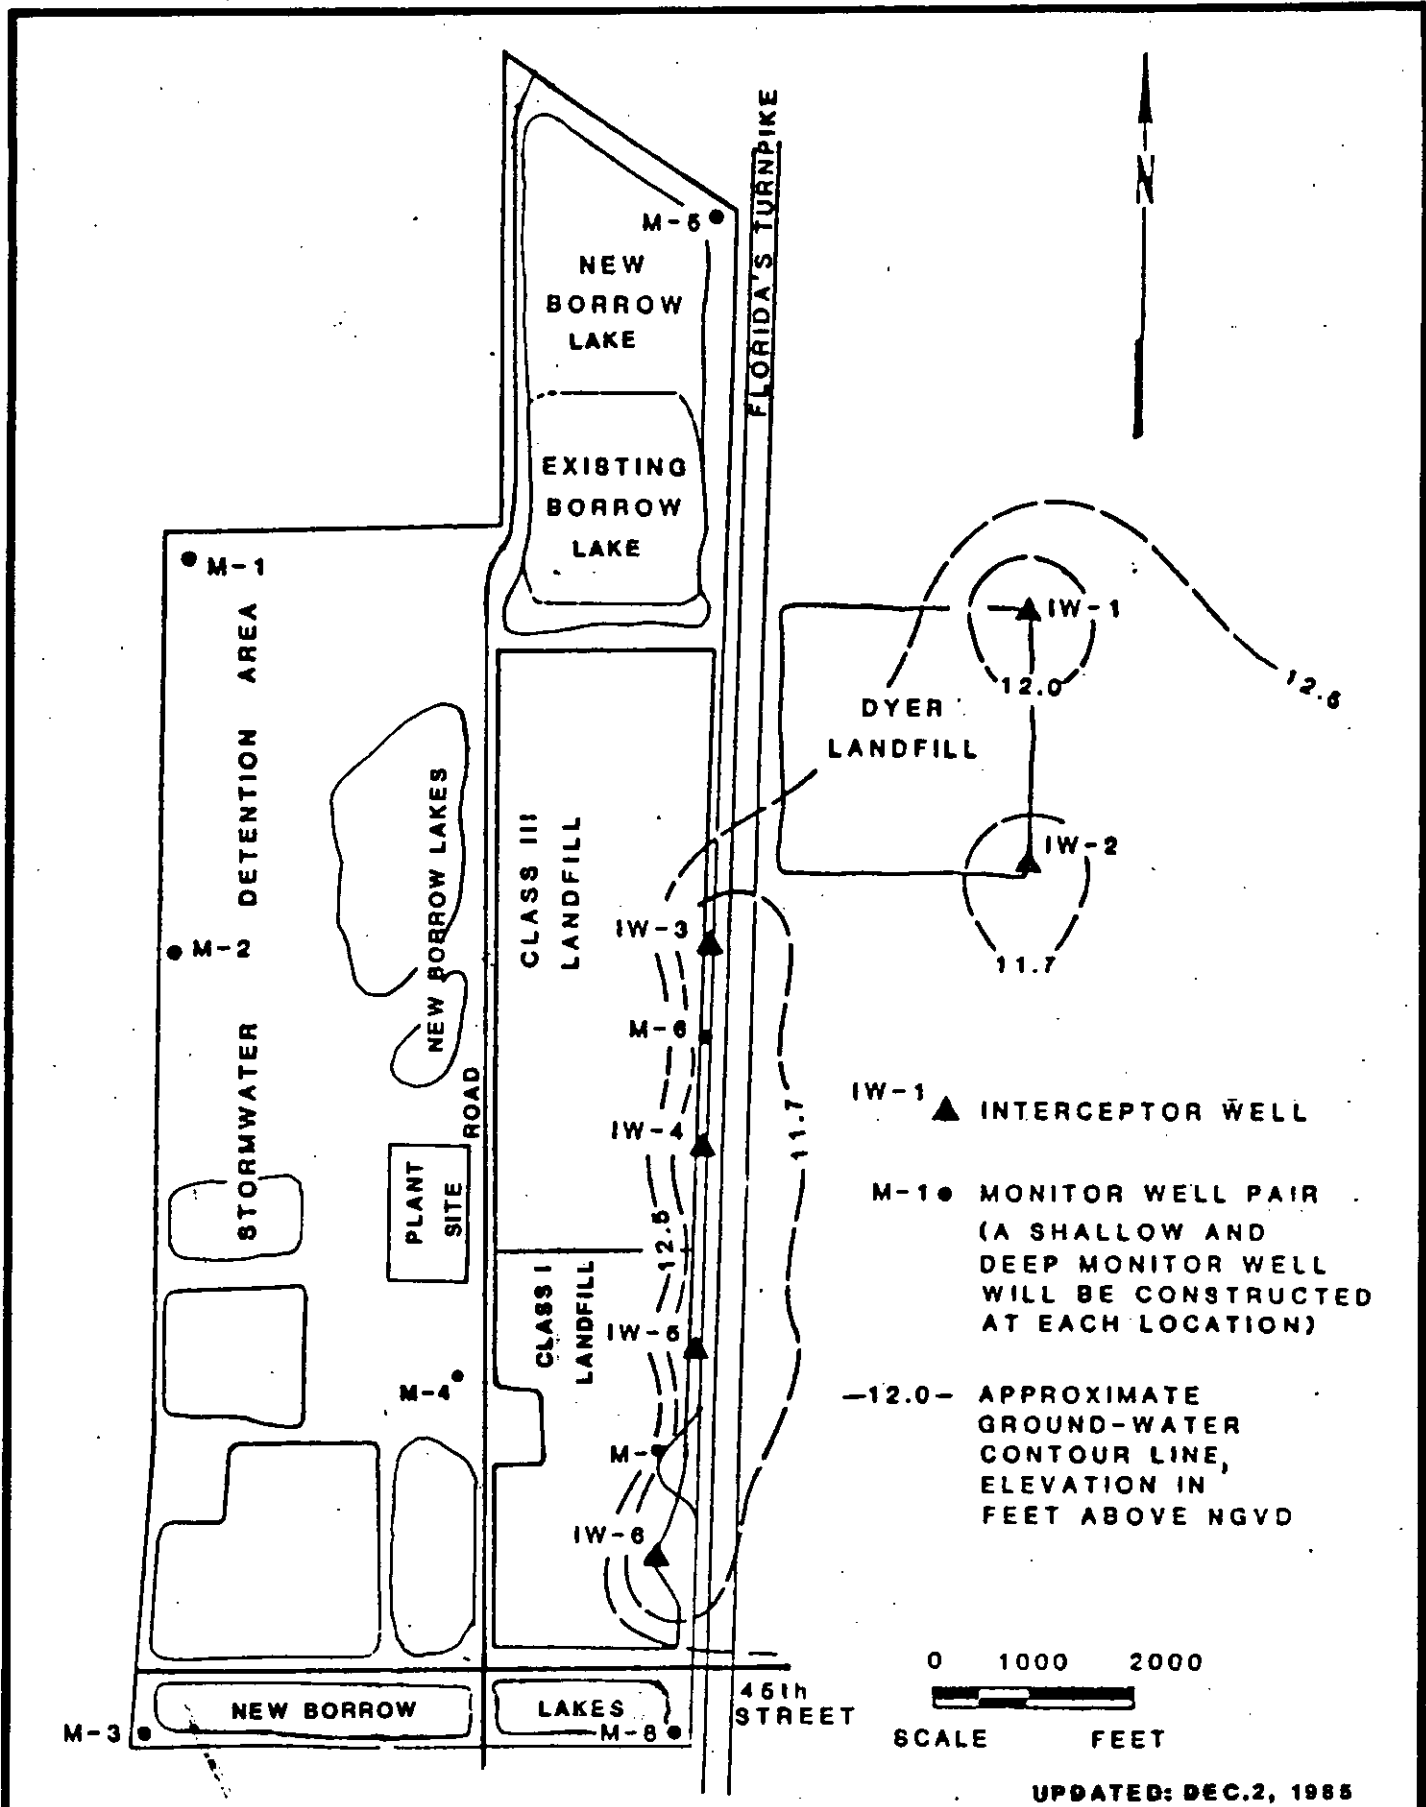 FLORIDA'S TURNPIKE
N
M-5
NEW
BORROW
LAKE
EXISTING
BORROW
LAKE
M-1
STORMWATER DETENTION AREA
IW-1
12.0
DYER
LANDFILL
NEW BORROW LAKES
CLASS III
LANDFILL
IW-2
11.7
IW-3
M-2
M-6
ROAD
IW-4
11.7
PLANT
SITE
12.5
CLASS I
LANDFILL
IW-5
M-4
M-
IW-6
IW-1 INTERCEPTOR WELL
M-1 MONITOR WELL PAIR
(A SHALLOW AND
DEEP MONITOR WELL
WILL BE CONSTRUCTED
AT EACH LOCATION)
—12.0— APPROXIMATE
GROUND-WATER
CONTOUR LINE,
ELEVATION IN
FEET ABOVE NGVD
0 1000 2000
SCALE FEET
45th
STREET
NEW BORROW
LAKES
M-3
M-8
UPDATED: DEC.2, 1985